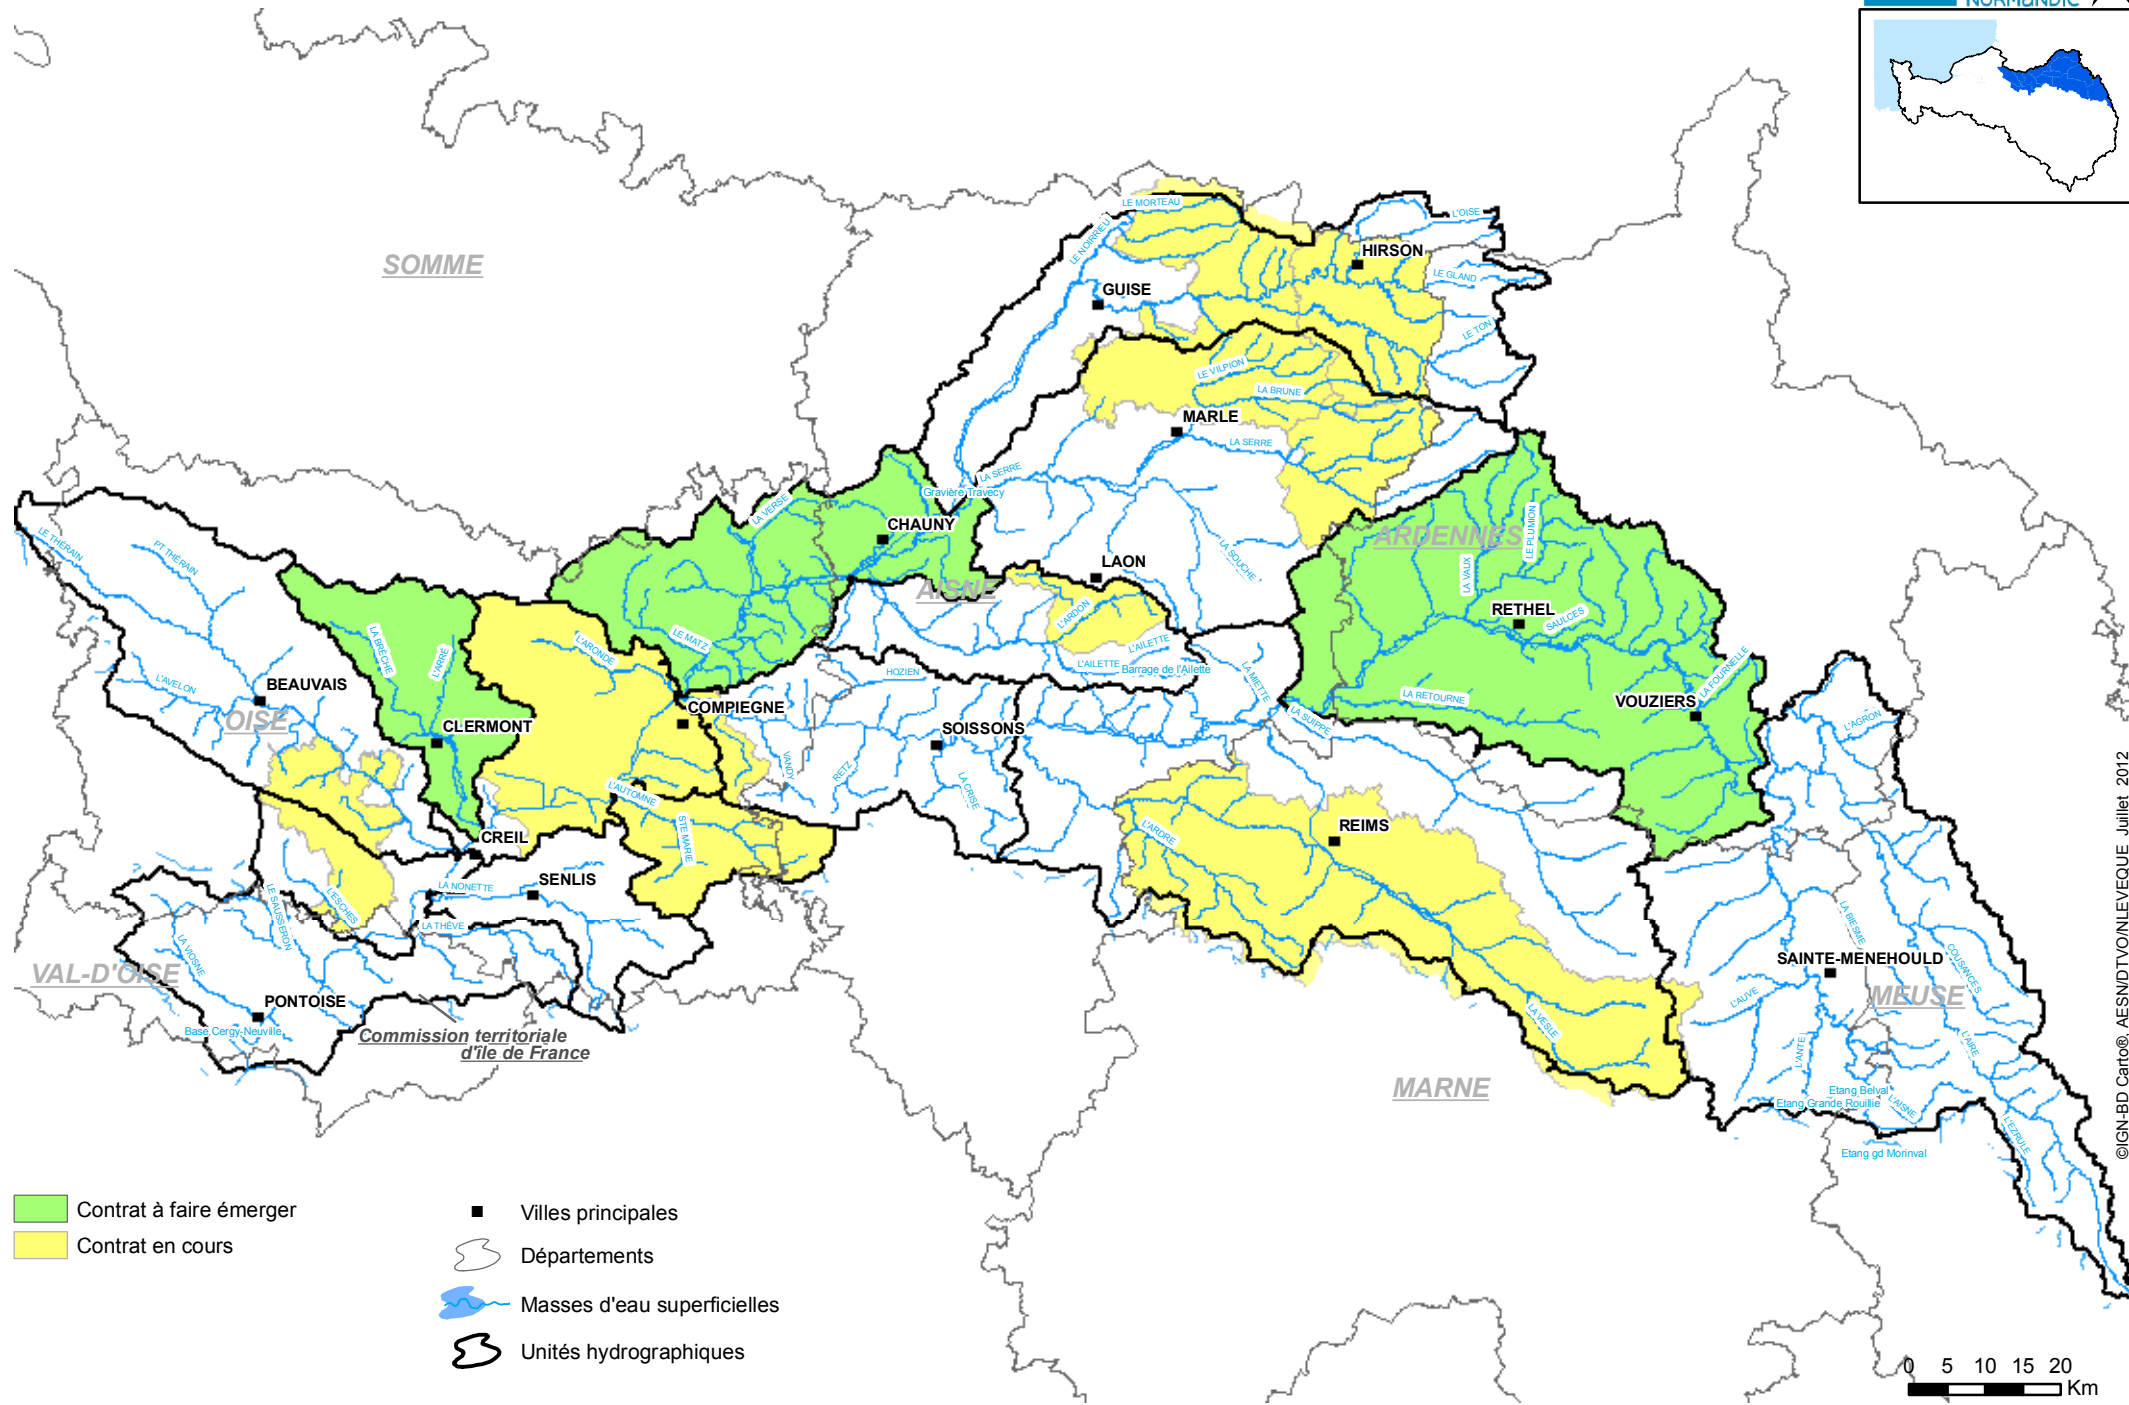 NORMANDIE
SOMME
LE MORTEAU
L'OISE
LE NOIRRIEU
HIRSON
LE GLAND
GUISE
LE TON
LE VILPION
LA BRUNE
MARLE
LA SERRE
LA SERRE
Gravière Travecy
LA VERSE
CHAUNY
ARDENNES
LE PLUMION
LE THÉRAIN
PT THÉRAIN
LAON
LA SOUCHE
LA VAUX
AISNE
RETHEL
SAULCES
L'ARDON
LA BRÈCHE
L'ARRÉ
L'ARONDE
LE MATZ
L'AILETTE
L'AILETTE
Barrage de l'Ailette
HOZIEN
LA MIETTE
LA FOURNELLE
L'AVELON
BEAUVAIS
OISE
LA RETOURNE
VOUZIERS
COMPIEGNE
CLERMONT
SOISSONS
LA SUIPPE
L'AGRON
VANDY
RETZ
LA CRISE
L'AUTOMNE
STE MARIE
L'ARDRE
REIMS
CREIL
SENLIS
LA NONETTE
L'ESCHES
LE SAUSSERON
LA THÈVE
LA VIOSNE
LA BIESME
COUSANCES
VAL-D'OISE
SAINTE-MENEHOULD
MEUSE
L'AUVE
PONTOISE
Base Cergy-Neuville
Commission territoriale
d'île de France
LA VESLE
L'ANTE
L'AIRE
MARNE
Etang Belval
Etang Grande Rouillie
L'AISNE
L'EZRULE
Etang gd Morinval
©IGN-BD Carto®, AESN/DTVO/NLEVEQUE Juillet 2012
Contrat à faire émerger
Contrat en cours
Villes principales
Départements
Masses d'eau superficielles
Unités hydrographiques
0 5 10 15 20
Km